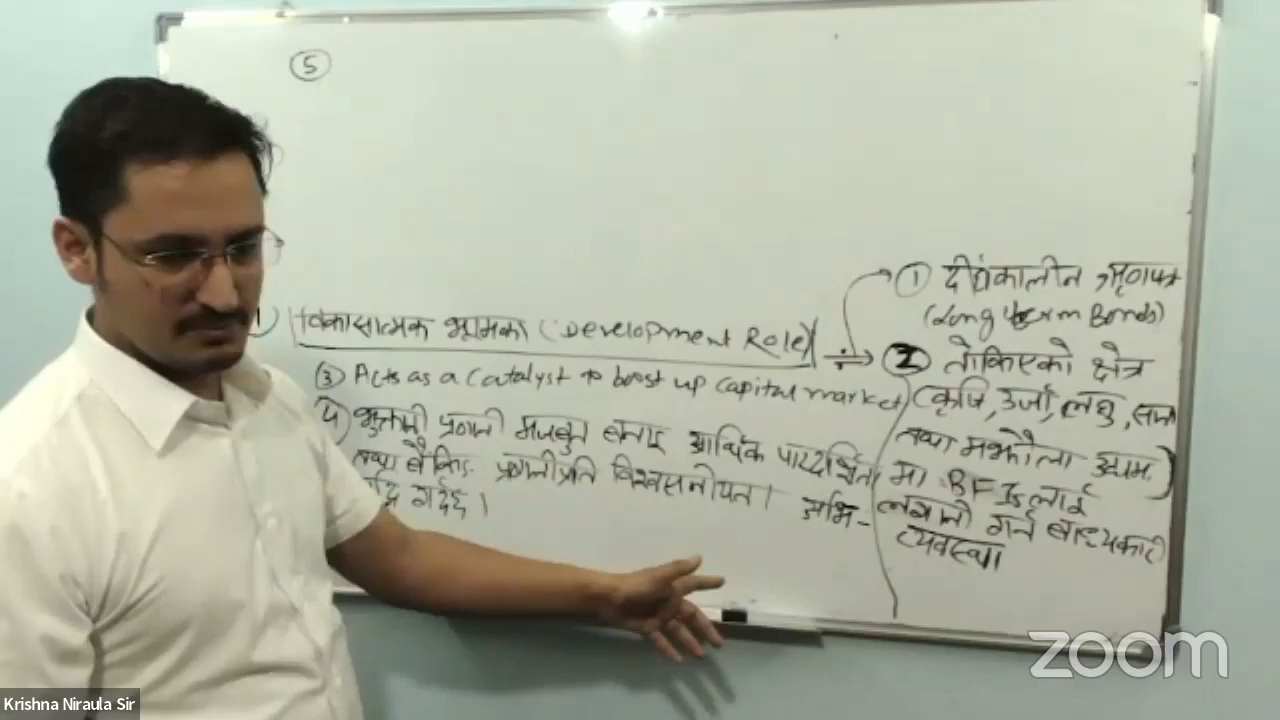 5
विकासात्मक भूमिका (Development Role)
③ Acts as a catalyst to boost up capital market
4) भुक्तानी प्रणाली मजबुत बनाइ आर्थिक पारदर्शिता
तथा बैंकिङ प्रणालीप्रति विश्वसनीयता अभि-
गर्दछ।
① दीर्घकालीन ऋणपत्र
(Long term Bonds)
2 तोकिएको क्षेत्र
(कृषि, उर्जा, लघु,
तथा मझौला उद्यम)
मा BFIs लाई
लगानी गर्न बाध्यकारी
व्यवस्था
zoom
Krishna Niraula Sir